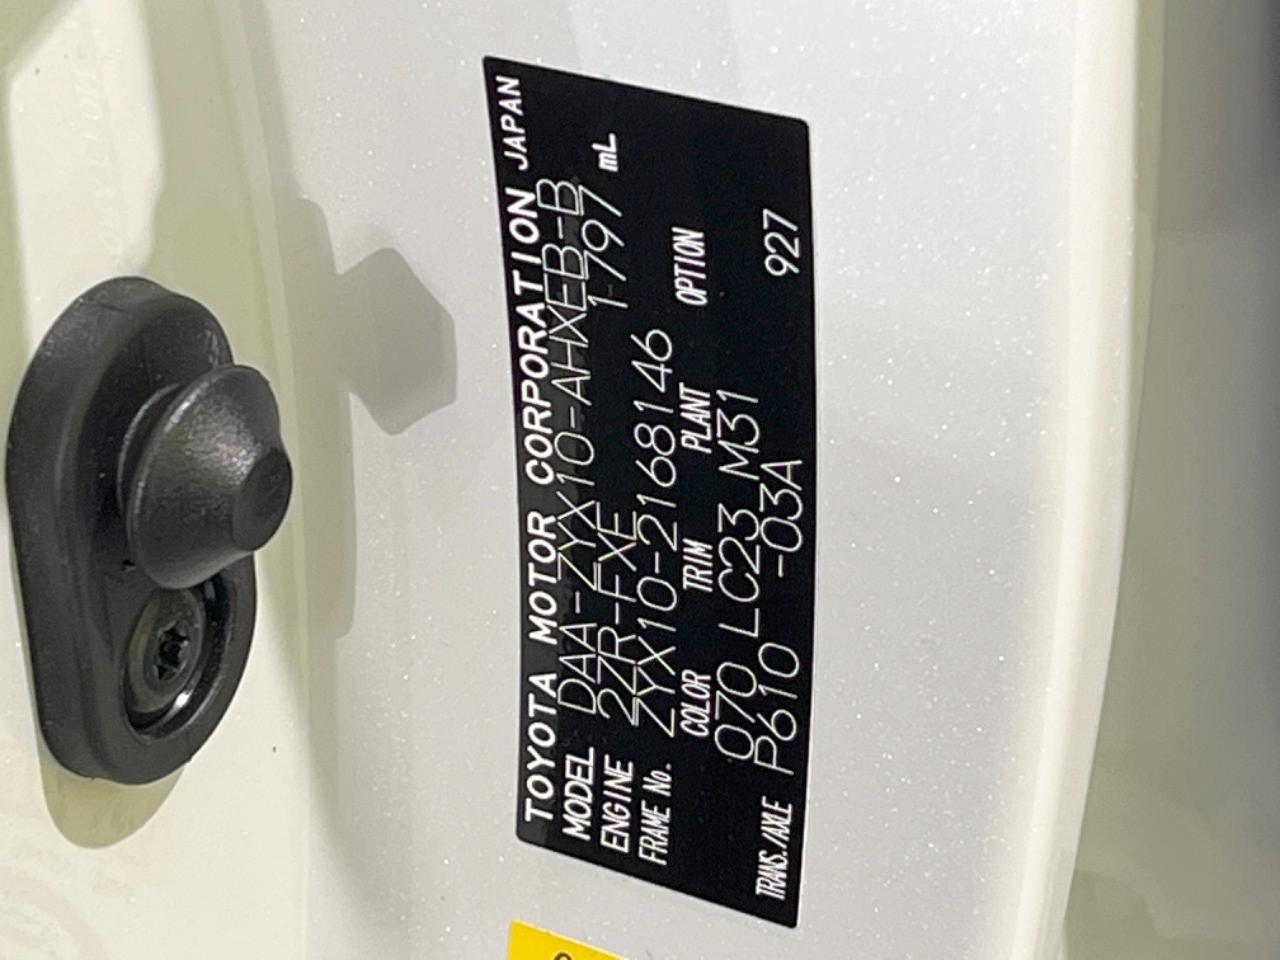 TOYOTA MOTOR CORPORATION JAPAN
MODEL DAA-ZYX10-AHXEB-B
ENGINE 2ZR-FXE 1797 mL
FRAME No. ZYX10-2168146
COLOR TRIM PLANT OPTION
070 LC23 M31
TRANS./AXLE P610 -03A 927